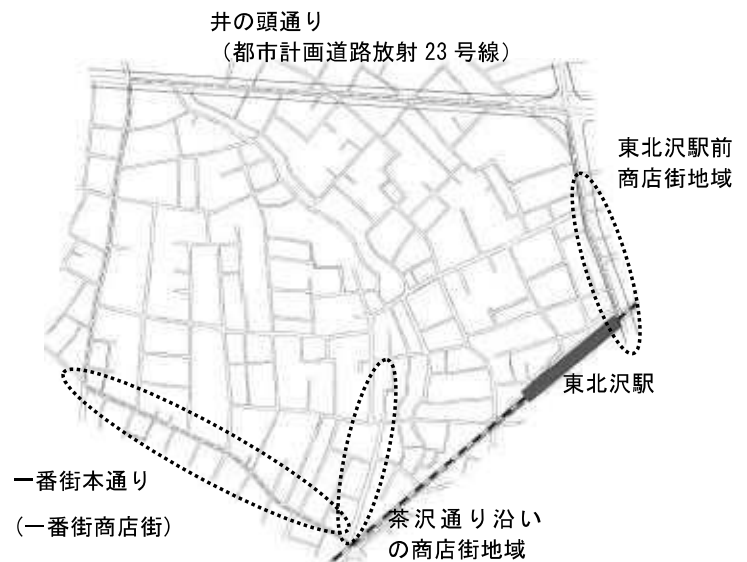 井の頭通り
（都市計画道路放射 23 号線）
東北沢駅前
商店街地域
東北沢駅
一番街本通り
(一番街商店街)
茶沢通り沿い
の商店街地域